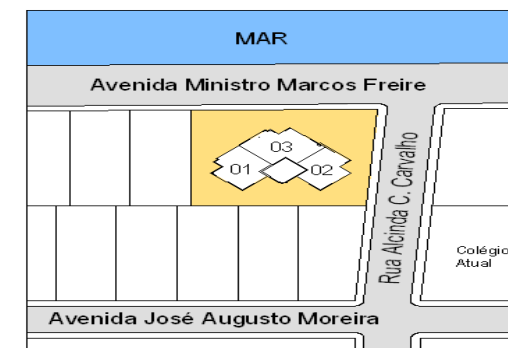 MAR
Avenida Ministro Marcos Freire
03
01
02
Rua Alcinda C. Carvalho
Colégio
Atual
Avenida José Augusto Moreira